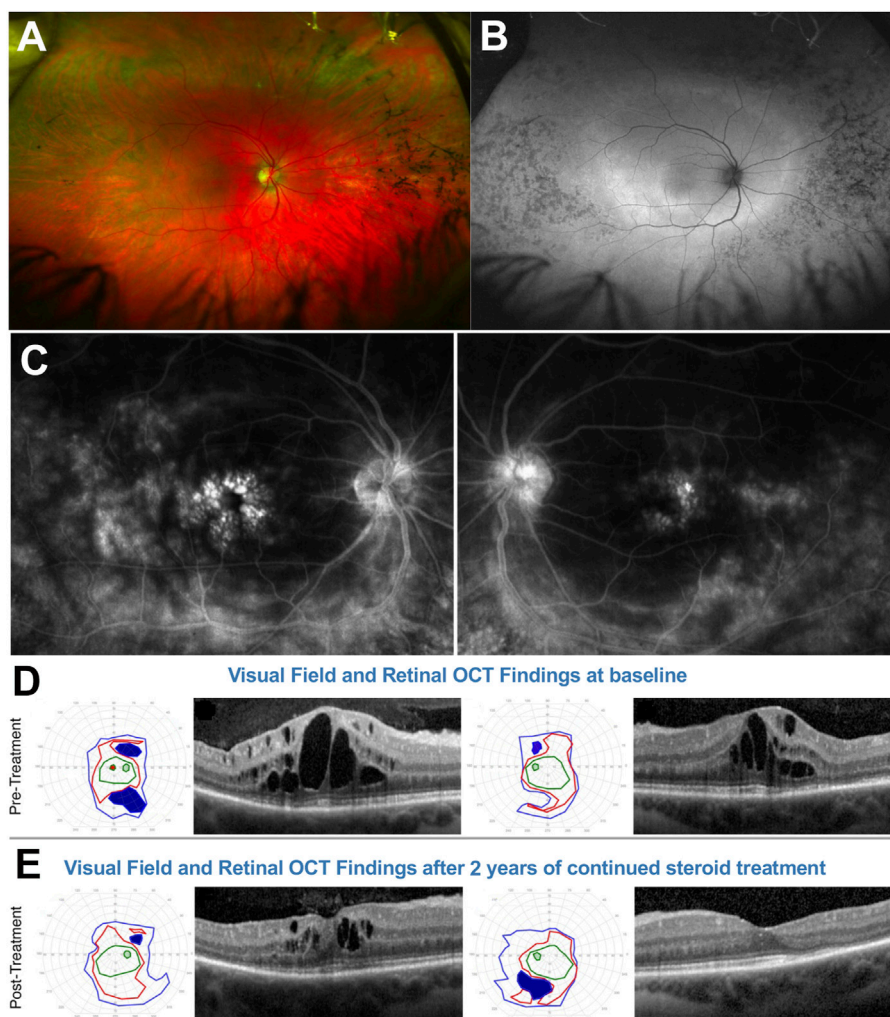 A
B
C
D
Visual Field and Retinal OCT Findings at baseline
Pre-Treatment
E
Visual Field and Retinal OCT Findings after 2 years of continued steroid treatment
Post-Treatment